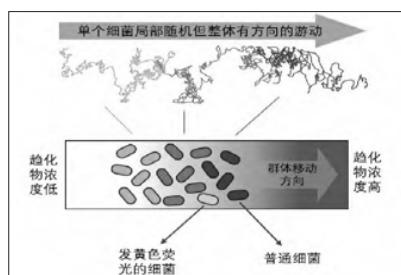 单个细菌局部随机但整体有方向的游动
趋化
物浓
度低
群体移动
方向
趋化
物浓
度高
发黄色荧
光的细菌
普通细菌